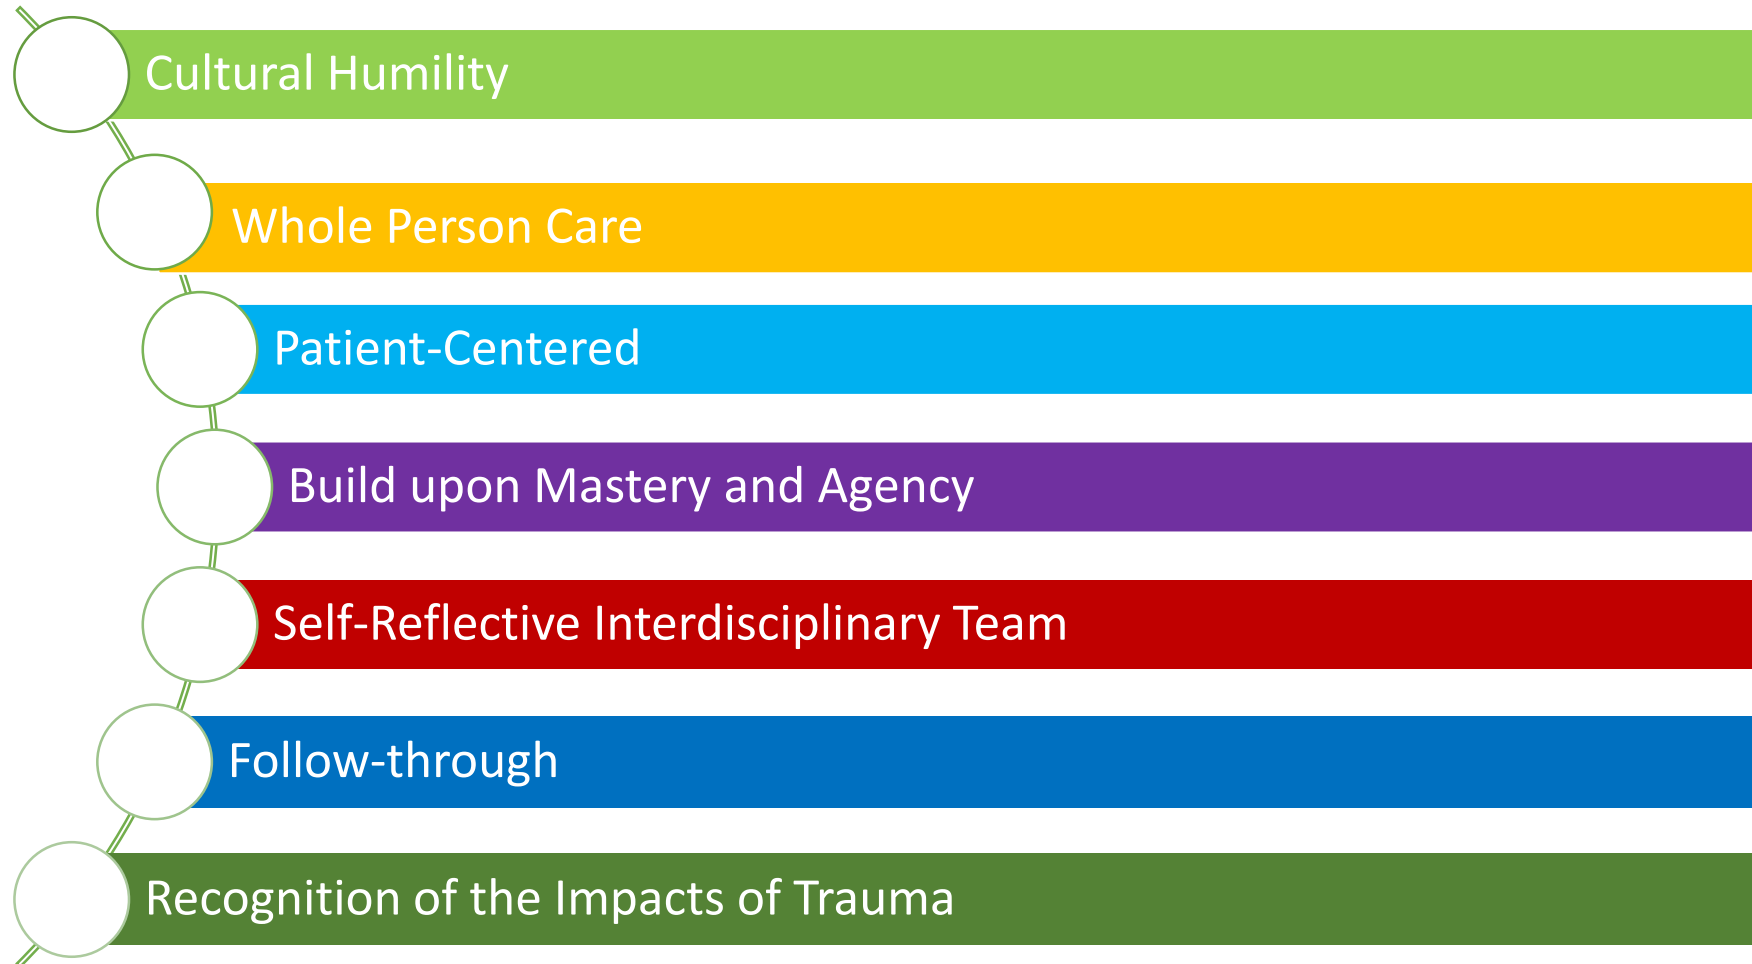 Cultural Humility
Whole Person Care
Patient-Centered
Build upon Mastery and Agency
Self-Reflective Interdisciplinary Team
Follow-through
Recognition of the Impacts of Trauma